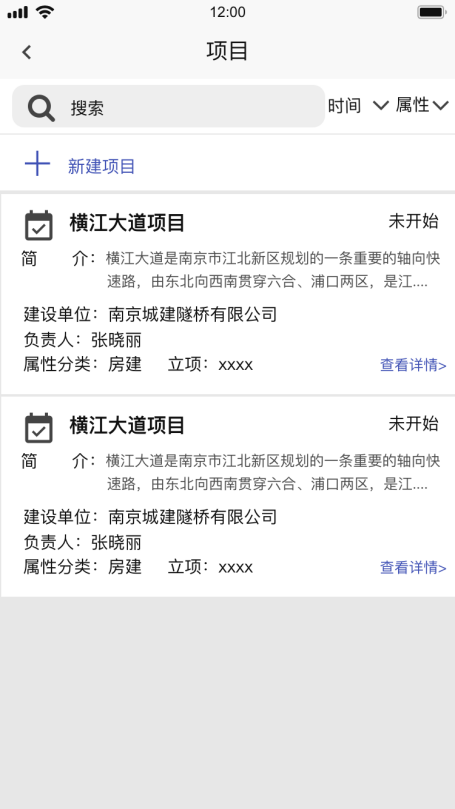 12:00
项目
搜索 时间 属性
新建项目
横江大道项目 未开始
简 介：横江大道是南京市江北新区规划的一条重要的轴向快
速路，由东北向西南贯穿六合、浦口两区，是江....
建设单位：南京城建隧桥有限公司
负责人：张晓丽
属性分类：房建 立项：xxxx 查看详情>
横江大道项目 未开始
简 介：横江大道是南京市江北新区规划的一条重要的轴向快
速路，由东北向西南贯穿六合、浦口两区，是江....
建设单位：南京城建隧桥有限公司
负责人：张晓丽
属性分类：房建 立项：xxxx 查看详情>